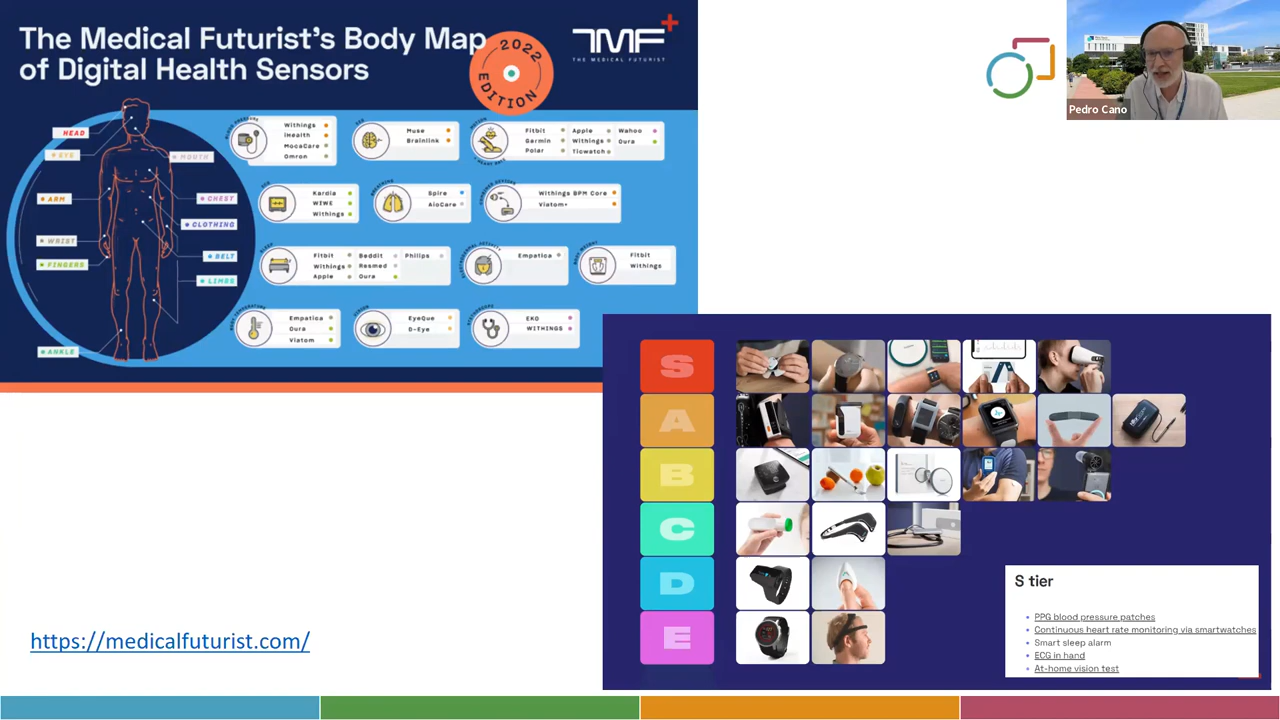 The Medical Futurist's Body Map
of Digital Health Sensors
2022
EDITION
TMF+
THE MEDICAL FUTURIST
Pedro Cano
HEAD
EYE
MOUTH
ARM
CHEST
CLOTHING
WRIST
FINGERS
BELT
LIMBS
ANKLE
Withings
iHealth
MocaCare
Omron
Muse
Brainlink
Fitbit
Garmin
Polar
Apple
Withings
Ticwatch
Wahoo
Oura
Kardia
WIWE
Withings
BREATHING
Spire
AioCare
Withings BPM Core
Viatom+
SLEEP
Fitbit
Withings
Apple
Beddit
Resmed
Oura
Philips
Empatica
Fitbit
Withings
BODY TEMPERATURE
Empatica
Oura
Viatom
EyeQue
D-Eye
EKO
WITHINGS
S
A
B
C
D
E
S tier
PPG blood pressure patches
Continuous heart rate monitoring via smartwatches
Smart sleep alarm
ECG in hand
At-home vision test
https://medicalfuturist.com/